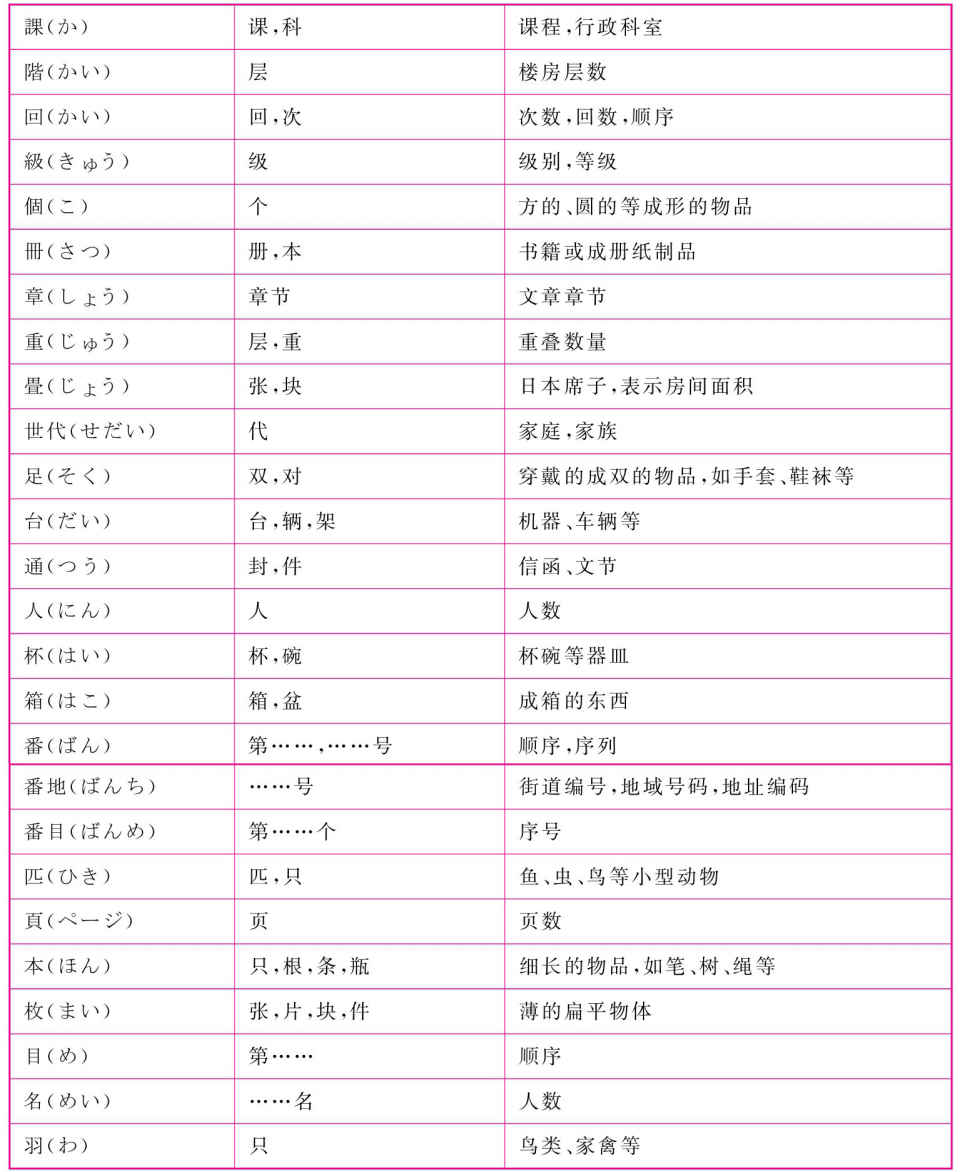 課(か) 课,科 课程,行政科室
階(かい) 层 楼房层数
回(かい) 回,次 次数,回数,顺序
級(きゅう) 级 级别,等级
個(こ) 个 方的、圆的等成形的物品
冊(さつ) 册,本 书籍或成册纸制品
章(しょう) 章节 文章章节
重(じゅう) 层,重 重叠数量
畳(じょう) 张,块 日本席子,表示房间面积
世代(せだい) 代 家庭,家族
足(そく) 双,对 穿戴的成双的物品,如手套、鞋袜等
台(だい) 台,辆,架 机器、车辆等
通(つう) 封,件 信函、文节
人(にん) 人 人数
杯(はい) 杯,碗 杯碗等器皿
箱(はこ) 箱,盆 成箱的东西
番(ばん) 第……,……号 顺序,序列
番地(ばんち) ……号 街道编号,地域号码,地址编码
番目(ばんめ) 第……个 序号
匹(ひき) 匹,只 鱼、虫、鸟等小型动物
頁(ページ) 页 页数
本(ほん) 只,根,条,瓶 细长的物品,如笔、树、绳等
枚(まい) 张,片,块,件 薄的扁平物体
目(め) 第…… 顺序
名(めい) ……名 人数
羽(わ) 只 鸟类、家禽等